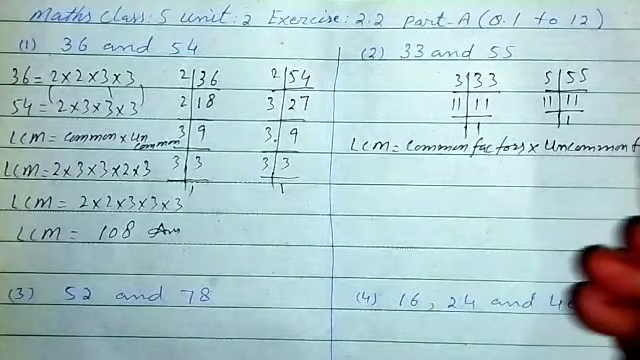 Maths Class: 5 Unit: 2 Exercise: 2.2 Part-A (Q.1 to 12)
(1) 36 and 54
36 = 2×2×3×3
54 = 2×3×3×3
LCM = common × Un common
LCM = 2×3×3×2×3
LCM = 2×2×3×3×3
LCM = 108 Ans
2 | 36
2 | 18
3 | 9
3 | 3
1
2 | 54
3 | 27
3 | 9
3 | 3
1
(2) 33 and 55
3 | 33
11 | 11
1
5 | 55
11 | 11
1
LCM = Common factors × Uncommon f
(3) 52 and 78
(4) 16, 24 and 4